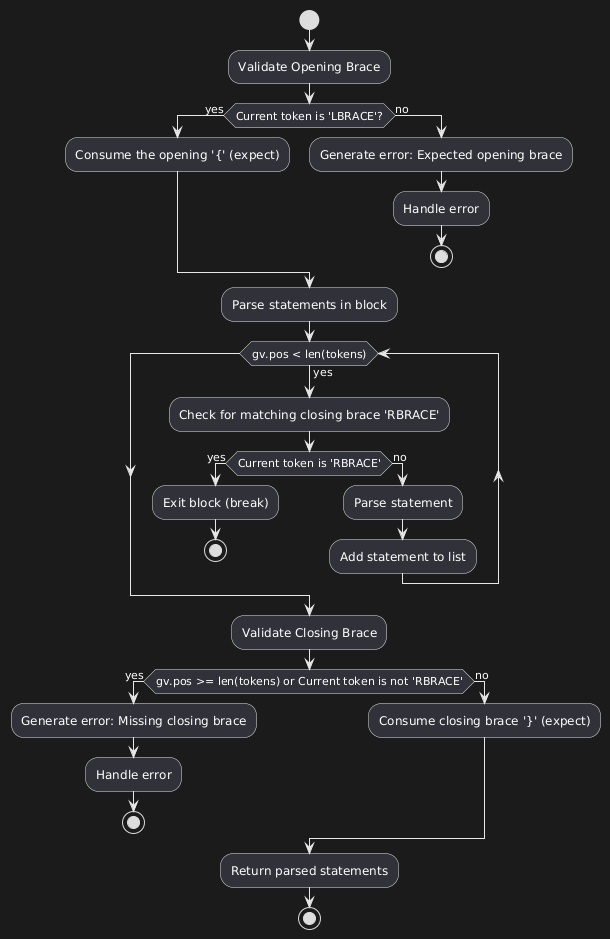 Validate Opening Brace
yes
Current token is 'LBRACE'?
no
Consume the opening '{' (expect)
Generate error: Expected opening brace
Handle error
Parse statements in block
gv.pos < len(tokens)
yes
Check for matching closing brace 'RBRACE'
yes
Current token is 'RBRACE'
no
Exit block (break)
Parse statement
Add statement to list
Validate Closing Brace
yes
gv.pos >= len(tokens) or Current token is not 'RBRACE'
no
Generate error: Missing closing brace
Consume closing brace '}' (expect)
Handle error
Return parsed statements